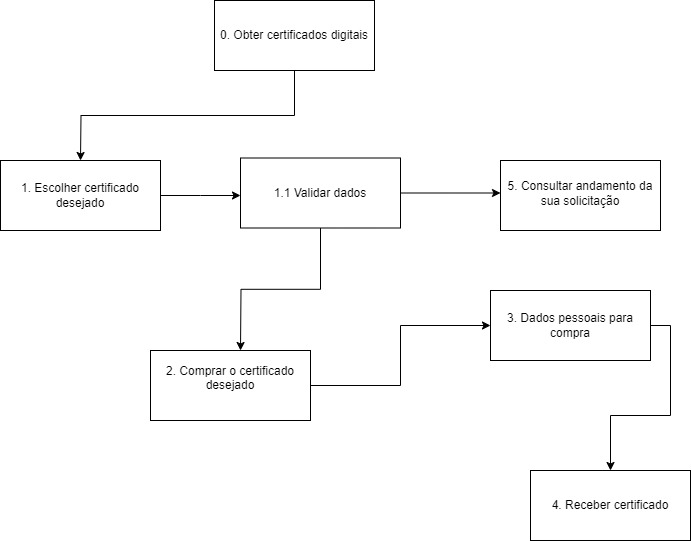 0. Obter certificados digitais
1. Escolher certificado
desejado
1.1 Validar dados
5. Consultar andamento da
sua solicitação
3. Dados pessoais para
compra
2. Comprar o certificado
desejado
4. Receber certificado